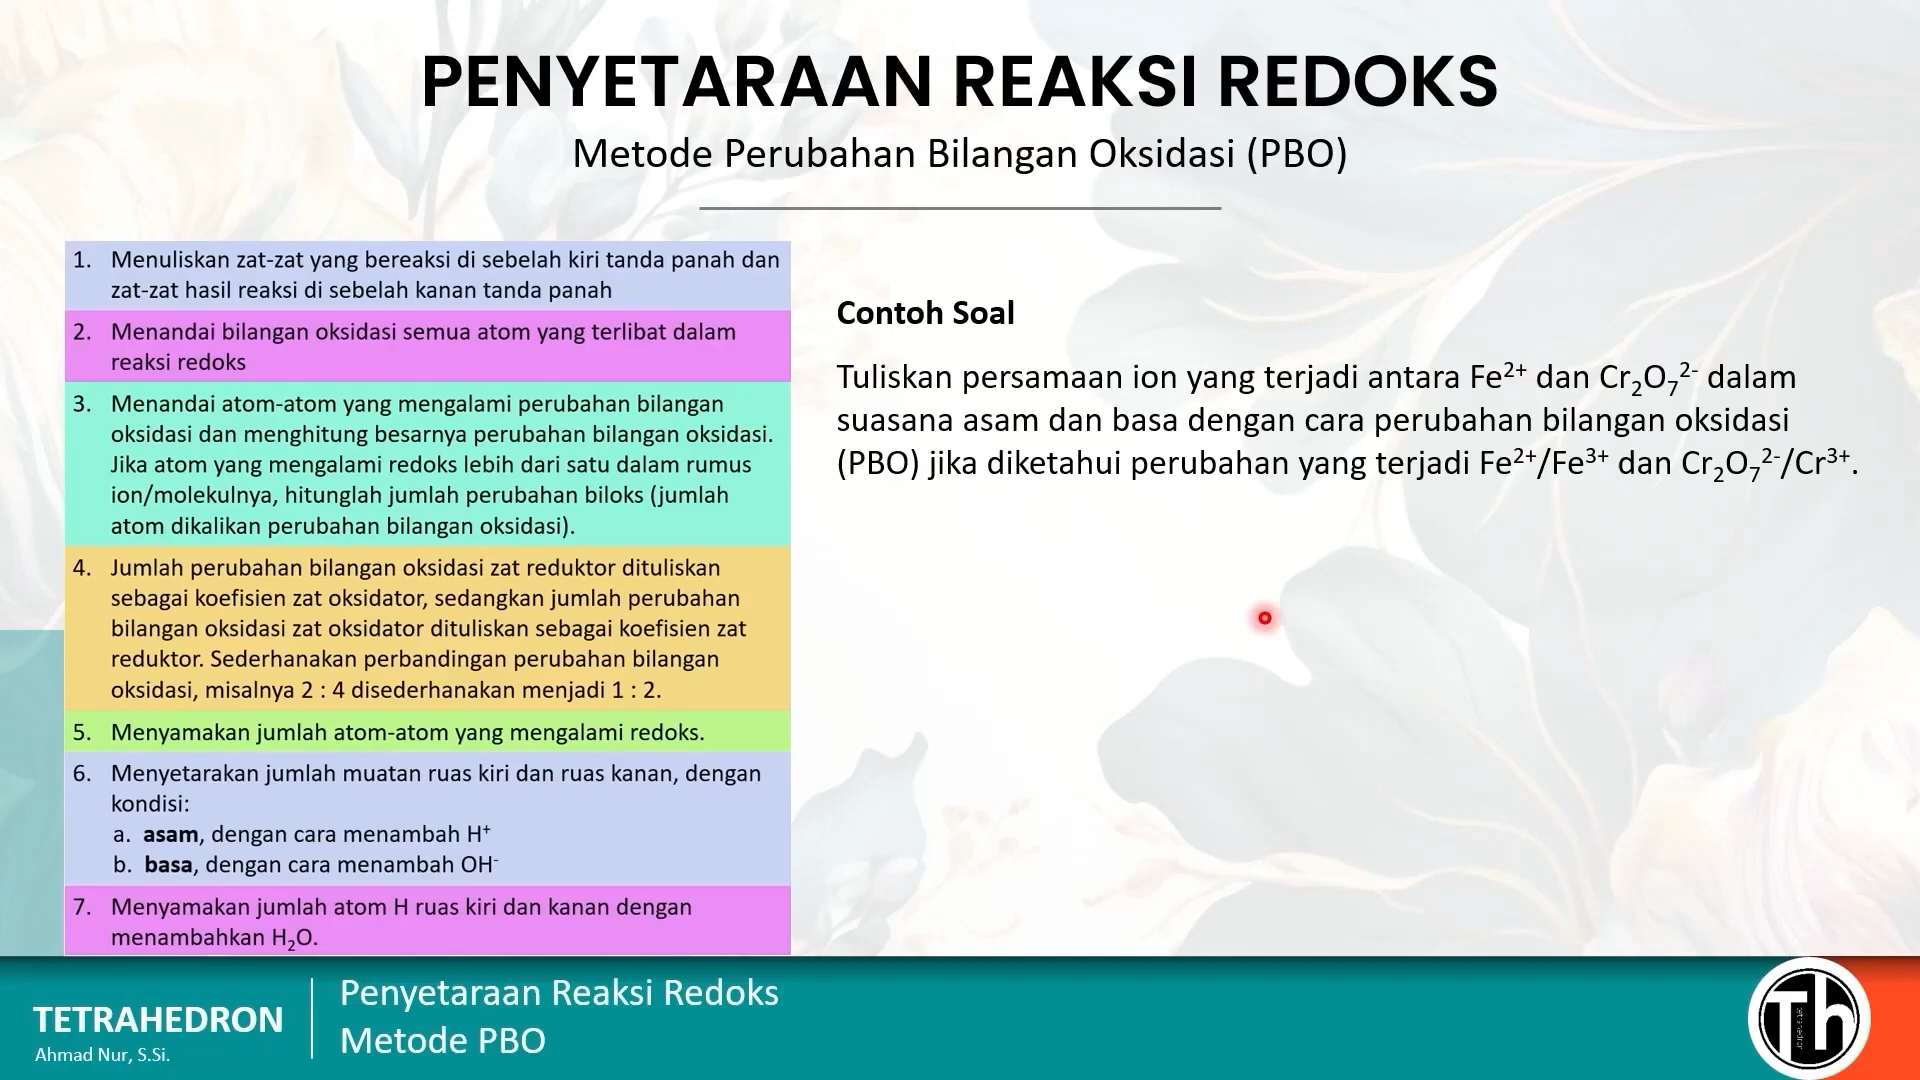 PENYETARAAN REAKSI REDOKS
Metode Perubahan Bilangan Oksidasi (PBO)
1. Menuliskan zat-zat yang bereaksi di sebelah kiri tanda panah dan
zat-zat hasil reaksi di sebelah kanan tanda panah
2. Menandai bilangan oksidasi semua atom yang terlibat dalam
reaksi redoks
3. Menandai atom-atom yang mengalami perubahan bilangan
oksidasi dan menghitung besarnya perubahan bilangan oksidasi.
Jika atom yang mengalami redoks lebih dari satu dalam rumus
ion/molekulnya, hitunglah jumlah perubahan biloks (jumlah
atom dikalikan perubahan bilangan oksidasi).
4. Jumlah perubahan bilangan oksidasi zat reduktor dituliskan
sebagai koefisien zat oksidator, sedangkan jumlah perubahan
bilangan oksidasi zat oksidator dituliskan sebagai koefisien zat
reduktor. Sederhanakan perbandingan perubahan bilangan
oksidasi, misalnya 2 : 4 disederhanakan menjadi 1 : 2.
5. Menyamakan jumlah atom-atom yang mengalami redoks.
6. Menyetarakan jumlah muatan ruas kiri dan ruas kanan, dengan
kondisi:
a. asam, dengan cara menambah H⁺
b. basa, dengan cara menambah OH⁻
7. Menyamakan jumlah atom H ruas kiri dan kanan dengan
menambahkan H₂O.
Contoh Soal
Tuliskan persamaan ion yang terjadi antara Fe²⁺ dan Cr₂O₇²⁻ dalam
suasana asam dan basa dengan cara perubahan bilangan oksidasi
(PBO) jika diketahui perubahan yang terjadi Fe²⁺/Fe³⁺ dan Cr₂O₇²⁻/Cr³⁺.
TETRAHEDRON
Ahmad Nur, S.Si.
Penyetaraan Reaksi Redoks
Metode PBO
Th